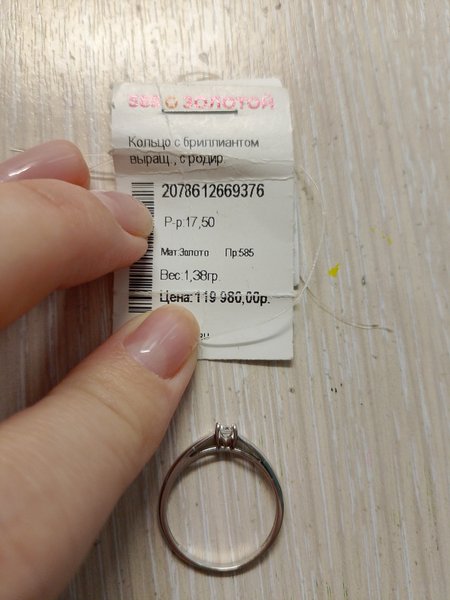 585 ЗОЛОТОЙ
Кольцо с бриллиантом
выращ., с родир.
2078612669376
Р-р:17,50
Мат:Золото Пр:585
Вес:1,38гр.
Цена:119 980,00р.